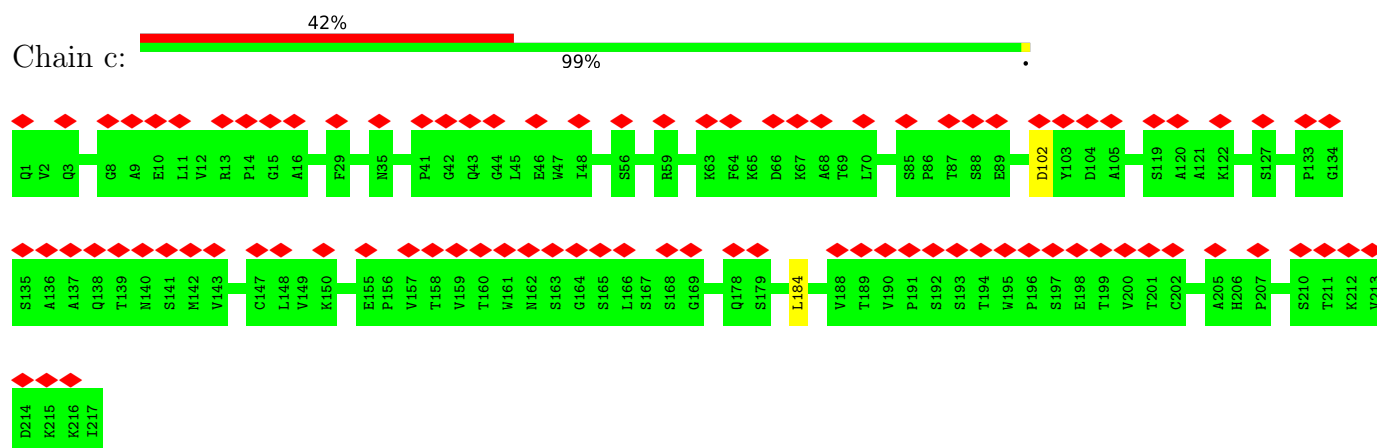 42%
Chain c:
99%
.
Q1 V2 Q3 G8 A9 E10 L11 V12 R13 P14 G15 A16 F29 N35 P41 G42 Q43 G44 L45 E46 W47 I48 S56 R59 K63 F64 K65 D66 K67 A68 T69 L70 S85 P86 T87 S88 E89 D102 Y103 D104 A105 S119 A120 A121 K122 S127 P133 G134
S135 A136 A137 Q138 T139 N140 S141 M142 V143 C147 L148 V149 K150 E155 P156 V157 T158 V159 T160 W161 N162 S163 G164 S165 L166 S167 S168 G169 Q178 S179 L184 V188 T189 V190 P191 S192 S193 T194 W195 P196 S197 E198 T199 V200 T201 C202 A205 H206 P207 S210 T211 K212 V213
D214 K215 K216 I217